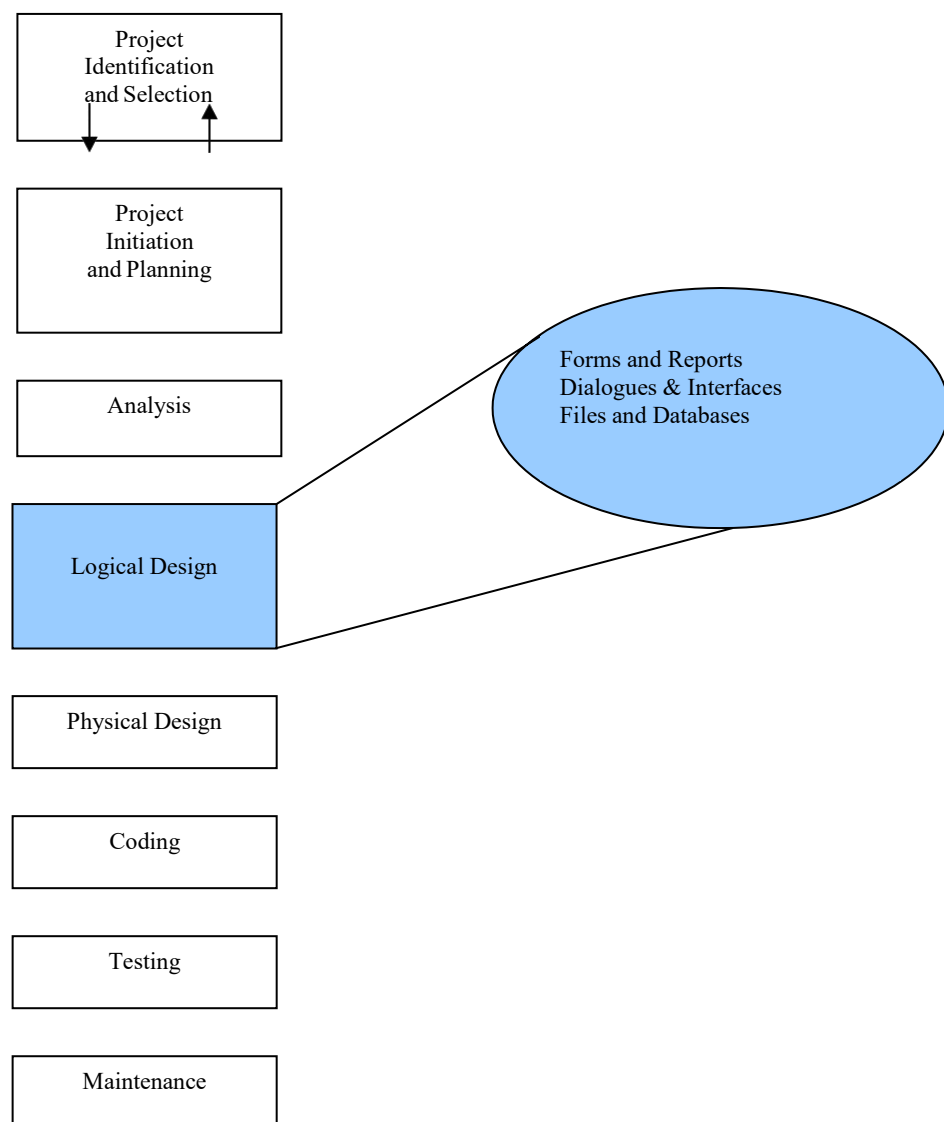 Project
Identification
and Selection
Project
Initiation
and Planning
Analysis
Forms and Reports
Dialogues & Interfaces
Files and Databases
Logical Design
Physical Design
Coding
Testing
Maintenance